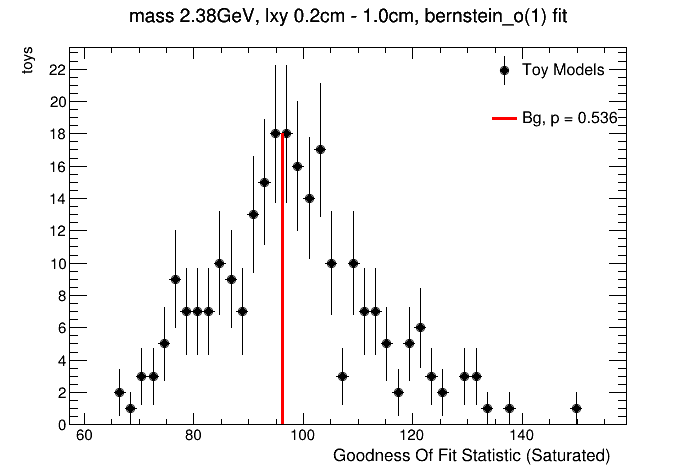 mass 2.38GeV, lxy 0.2cm - 1.0cm, bernstein_o(1) fit
toys
Toy Models
Bg, p = 0.536
22
20
18
16
14
12
10
8
6
4
2
0
60 80 100 120 140
Goodness Of Fit Statistic (Saturated)